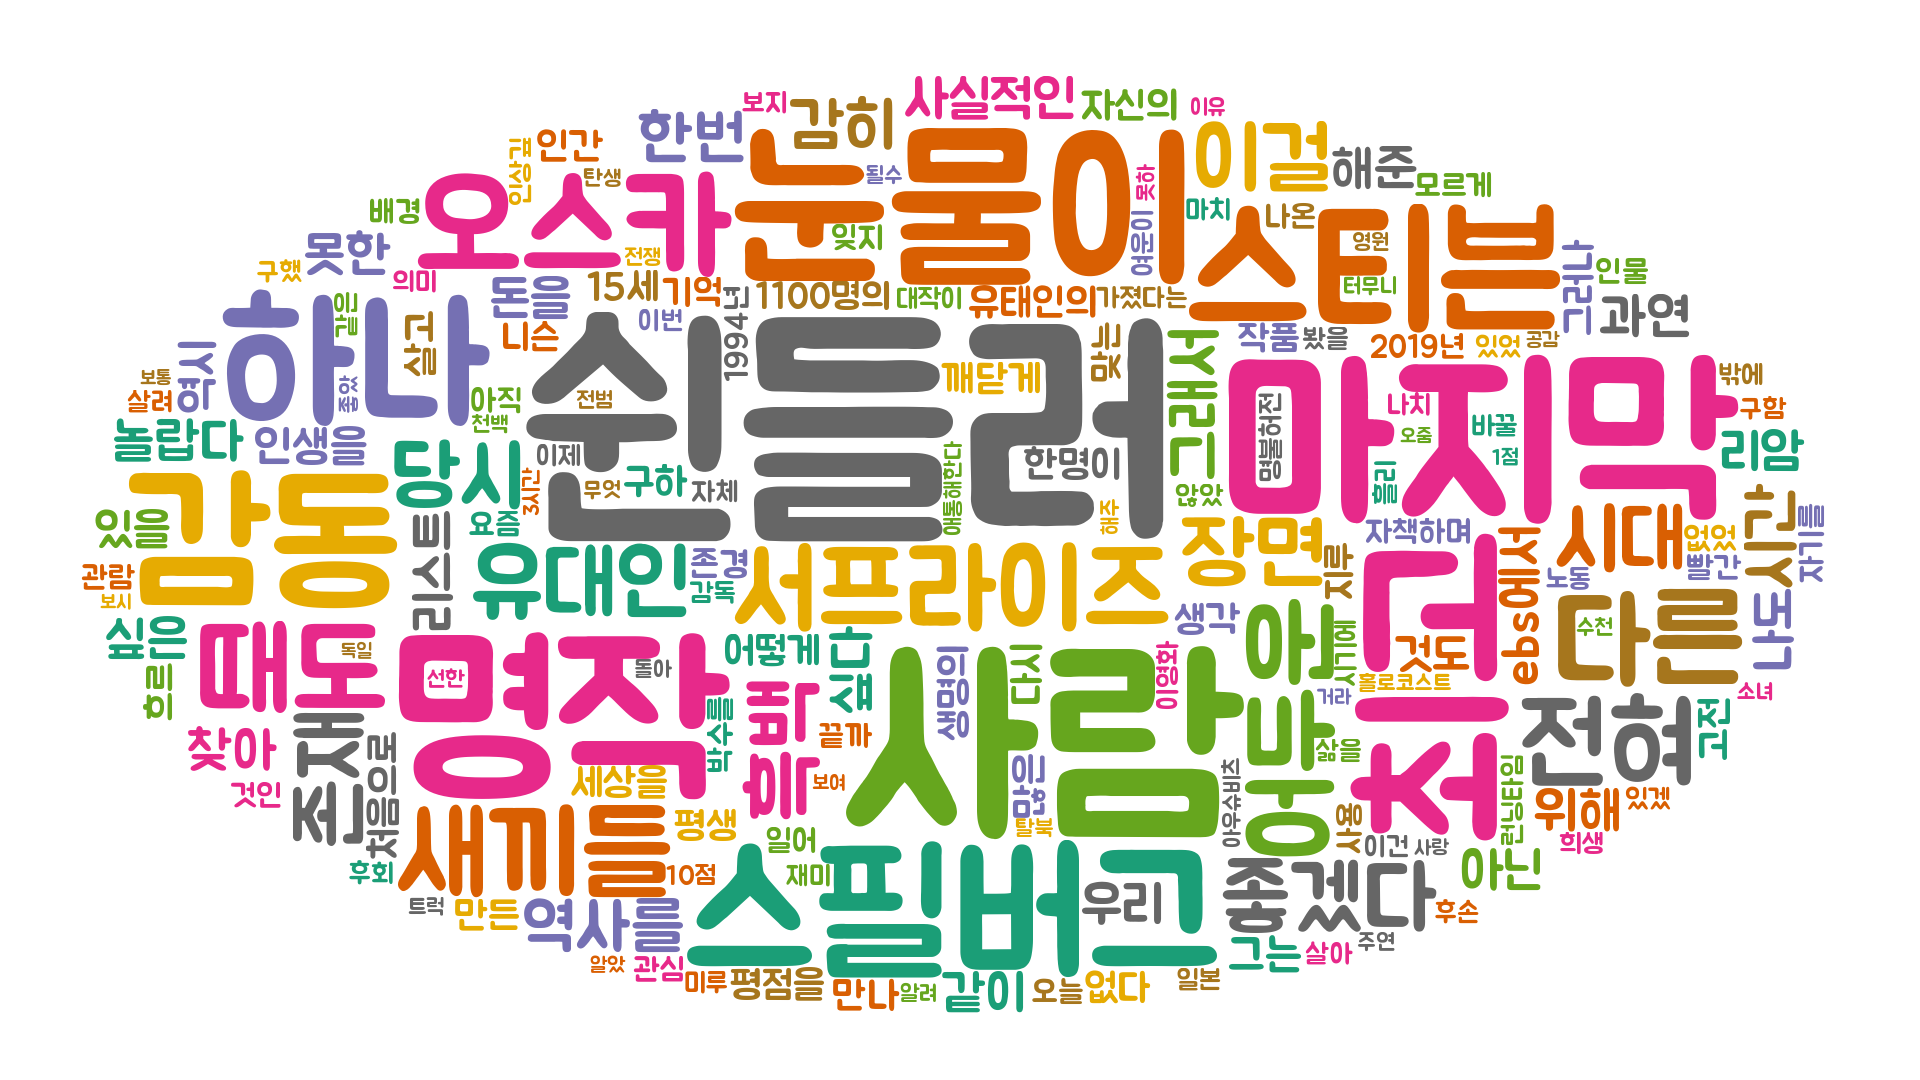 사실적인
보지
감히
자신의
이유
한번
인간
인상깊
눈물이
이걸
해준
오스카
탄생
될수
못하
모르게
배경
잊지
여운이
마치
스티븐
나온
영원
못한
구했
의미
전쟁
돈을
15세
기억
1100명의
대작이
유태인의
가졌다는
터무니
그러나
인물
과연
하나
같은
살고
니슨
이번
1994년
쉰들러
깨닫게
맞는
그래서
작품
봤을
2019년
있었
공감
역시
보통
살려
좋았
아직
천백
전범
마지막
명불허전
나치
오줌
바꿀
1점
밖에
구함
놀랍다
인생을
당시
이제
구하
무엇
자체
3시간
애통해한다
한명이
않았
흘리
리암
감동
있을
요즘
리스트
유대인
존경
감독
서프라이즈
해주
장면
지루
자책하며
시대
없었
시간
자기를
빨간
관람
보시
싶은
흐르
때도
독일
명작
선한
돌아
어떻게
싶다
생명의
다시
이영화
생각
시기에
홀로코스트
거라
것도
ebs에서
노동
수천
다른
나도
소녀
찾아
것인
존재
처음으로
세상을
박수를
흑백
끝까
보여
사람
많은
탈북
아우슈비츠
삶을
사용
런닝타임
전혀
고전
위해
있겠
희생
새끼들
평생
10점
일어
재미
스필버그
우리
좋겠다
이건
사랑
아닌
후회
트럭
만든
역사를
후손
주연
그는
살아
알았
관심
미루
평점을
만나
알려
같이
오늘
없다
일본